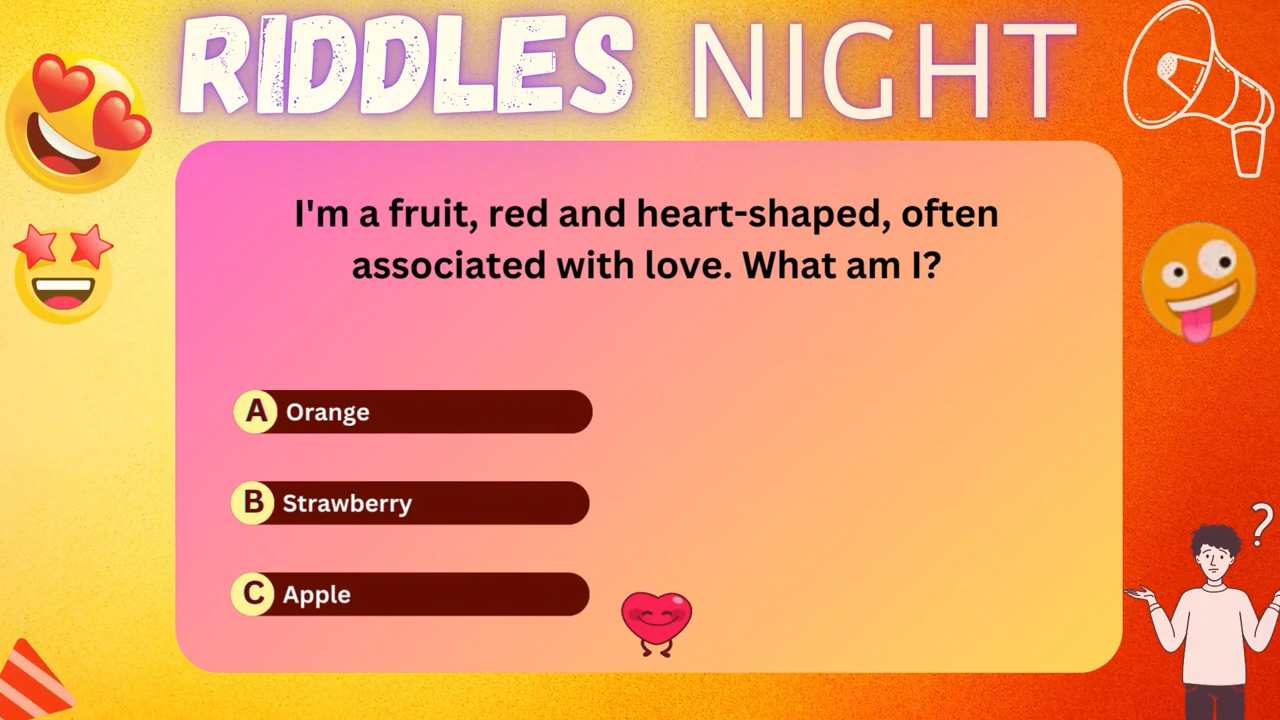 RIDDLES NIGHT
I'm a fruit, red and heart-shaped, often
associated with love. What am I?
A Orange
B Strawberry
C Apple
?